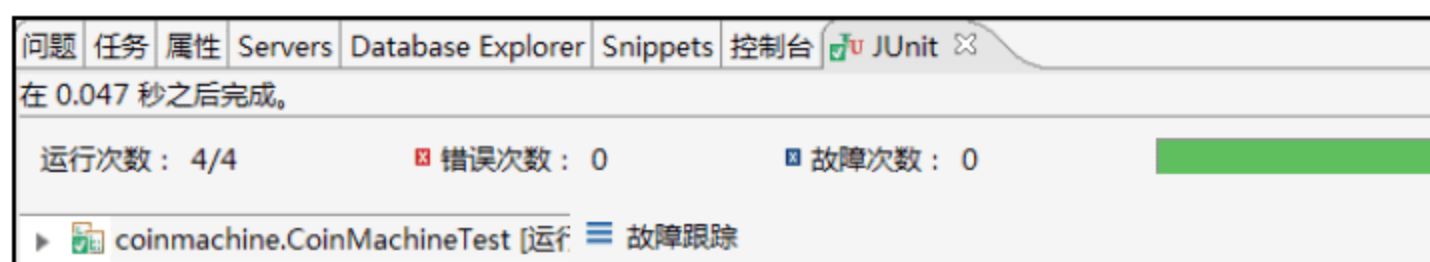 问题 任务 属性 Servers Database Explorer Snippets 控制台 JUnit
在 0.047 秒之后完成。
运行次数： 4/4 错误次数： 0 故障次数： 0
coinmachine.CoinMachineTest [运行 故障跟踪